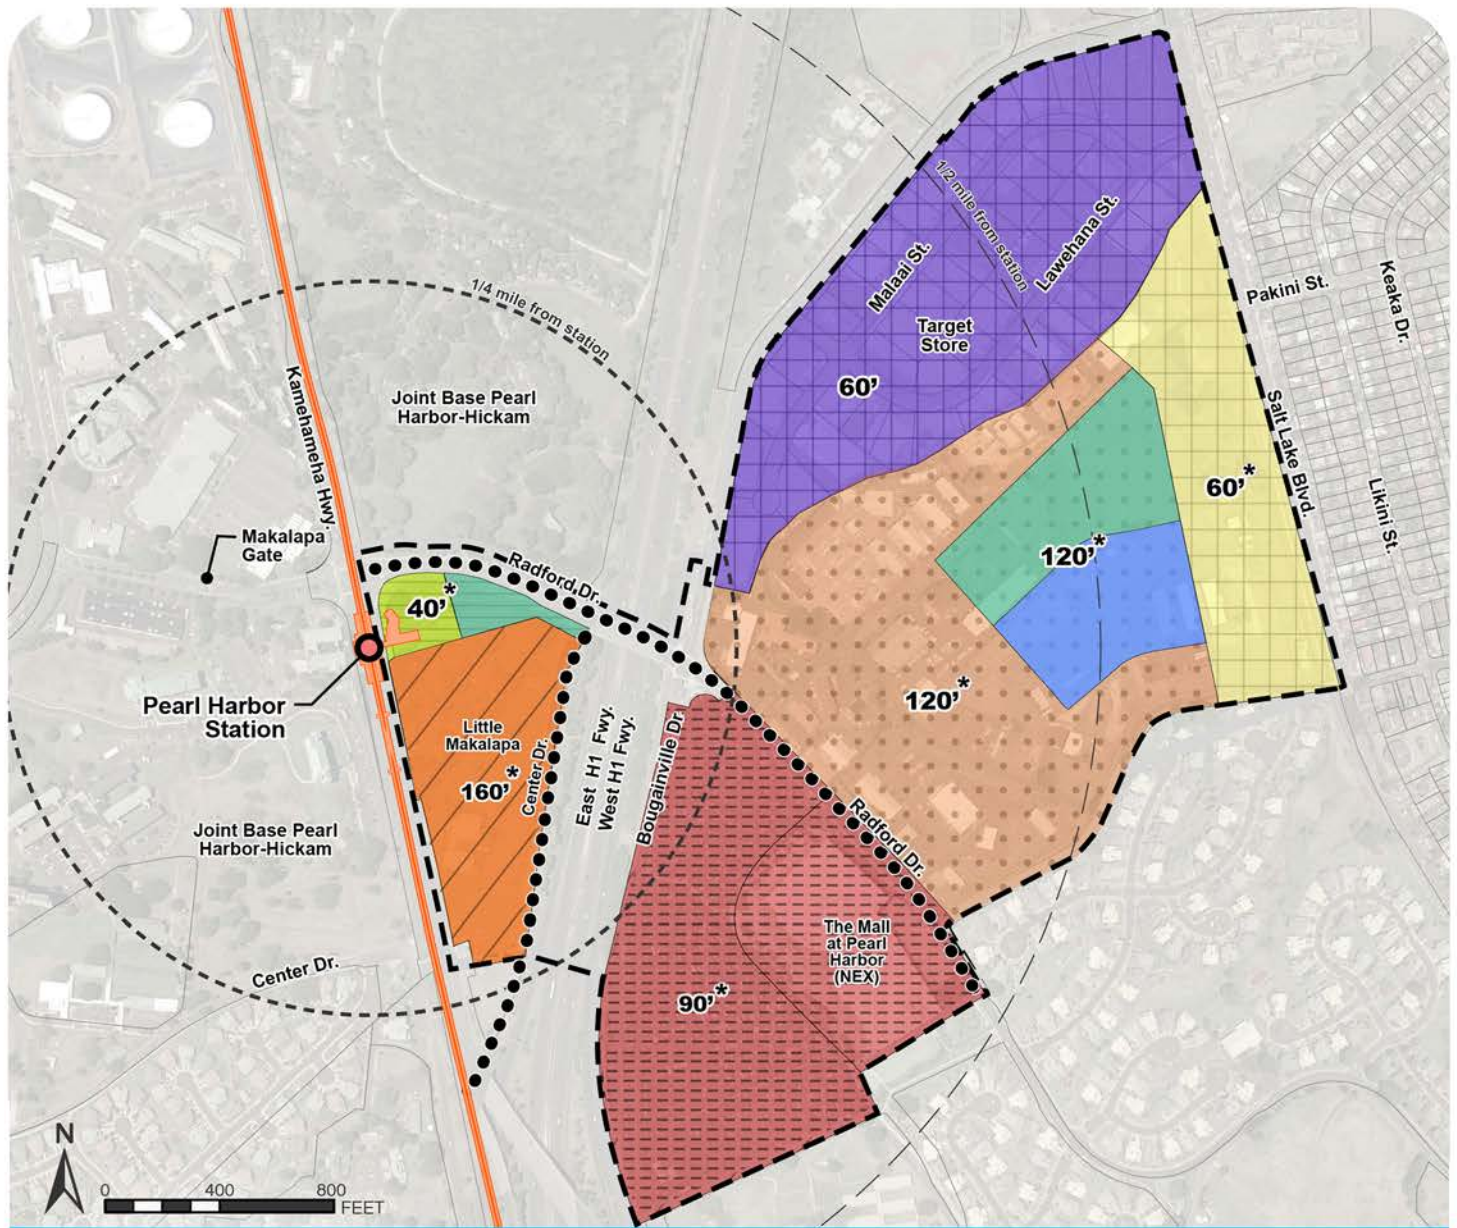 1/2 mile from station
Malaai St.
Lawehana St.
Target
Store
60'
Pakini St.
Keaka Dr.
1/4 mile from station
Kamehameha Hwy.
Joint Base Pearl
Harbor-Hickam
Salt Lake Blvd.
60'*
Likini St.
Makalapa
Gate
Radford Dr.
40'*
120'*
Pearl Harbor
Station
Little
Makalapa
160'*
Center Dr.
East H1 Fwy.
West H1 Fwy.
Bougainville Dr.
120'*
Radford Dr.
Joint Base Pearl
Harbor-Hickam
The Mall
at Pearl
Harbor
(NEX)
Center Dr.
90'*
N
0 400 800
FEET